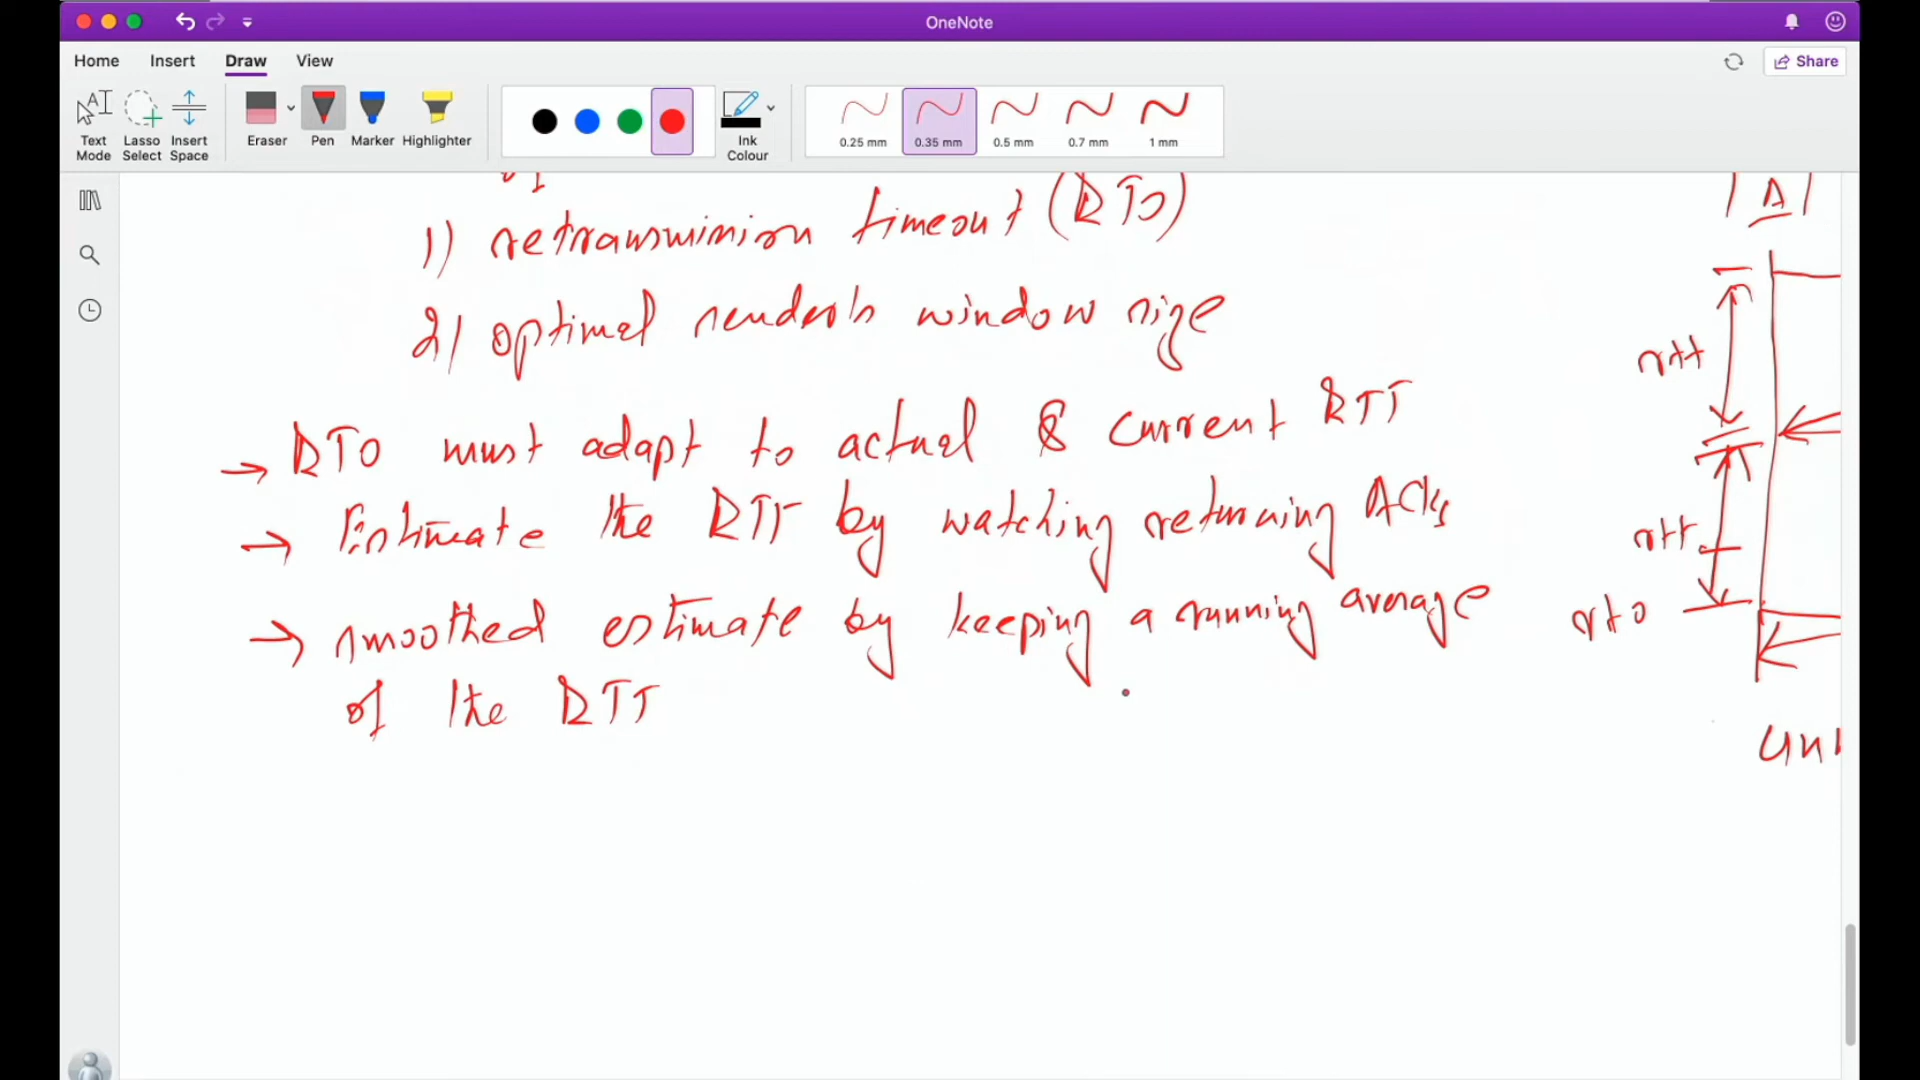 OneNote
Home Insert Draw View
Share
Text Mode
Lasso Select
Insert Space
Eraser
Pen
Marker
Highlighter
Ink Colour
0.25 mm
0.35 mm
0.5 mm
0.7 mm
1 mm
1) retransmission timeout (RTO)
2) optimal sender's window size
→ RTO must adapt to actual & current RTT
→ Estimate the RTT by watching returning ACKs
→ smoothed estimate by keeping a running average
of the RTT
A
rtt
rtt
rto